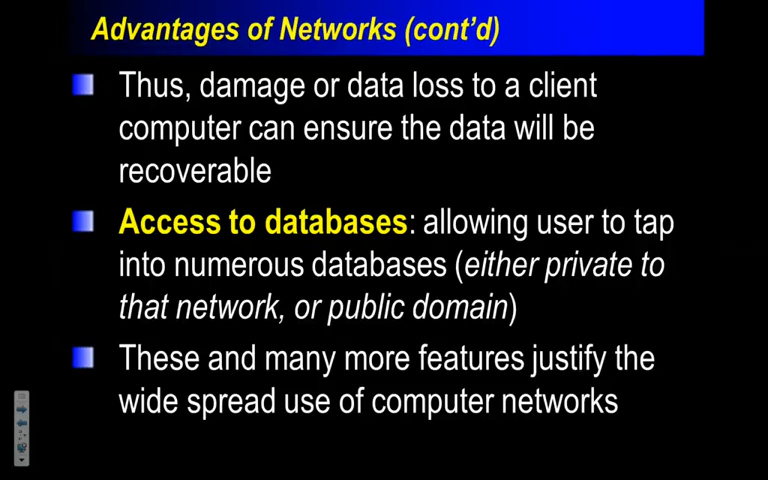 Advantages of Networks (cont’d)
Thus, damage or data loss to a client
computer can ensure the data will be
recoverable
Access to databases: allowing user to tap
into numerous databases (either private to
that network, or public domain)
These and many more features justify the
wide spread use of computer networks